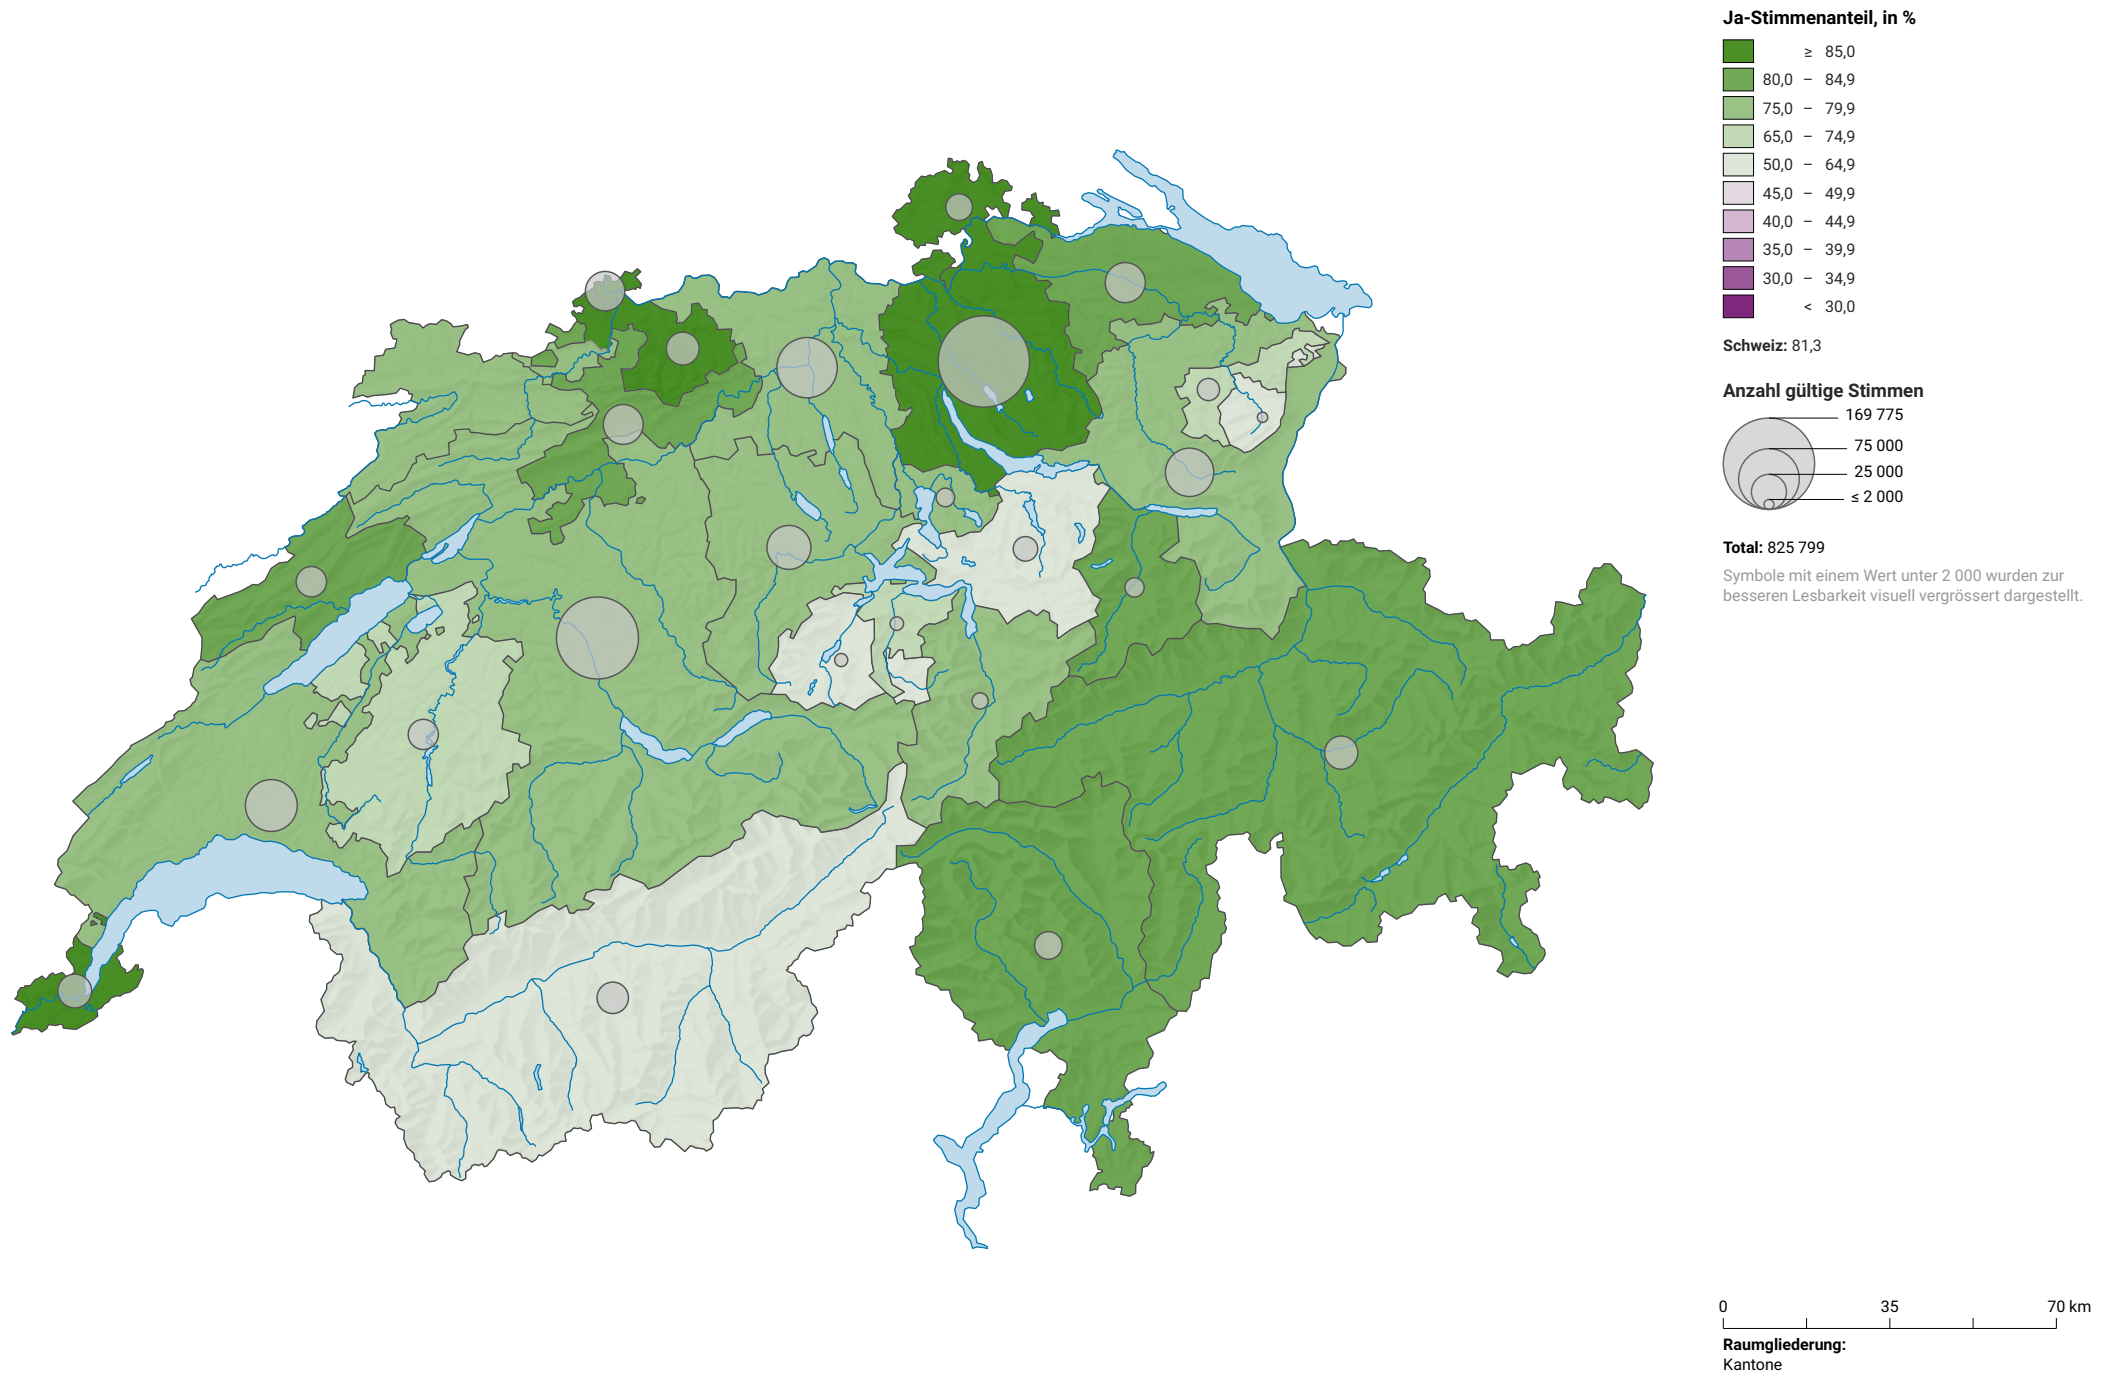 Ja-Stimmenanteil, in %
≥ 85,0
80,0 – 84,9
75,0 – 79,9
65,0 – 74,9
50,0 – 64,9
45,0 – 49,9
40,0 – 44,9
35,0 – 39,9
30,0 – 34,9
< 30,0
Schweiz: 81,3
Anzahl gültige Stimmen
169 775
75 000
25 000
≤ 2 000
Total: 825 799
Symbole mit einem Wert unter 2 000 wurden zur
besseren Lesbarkeit visuell vergrössert dargestellt.
0 35 70 km
Raumgliederung:
Kantone